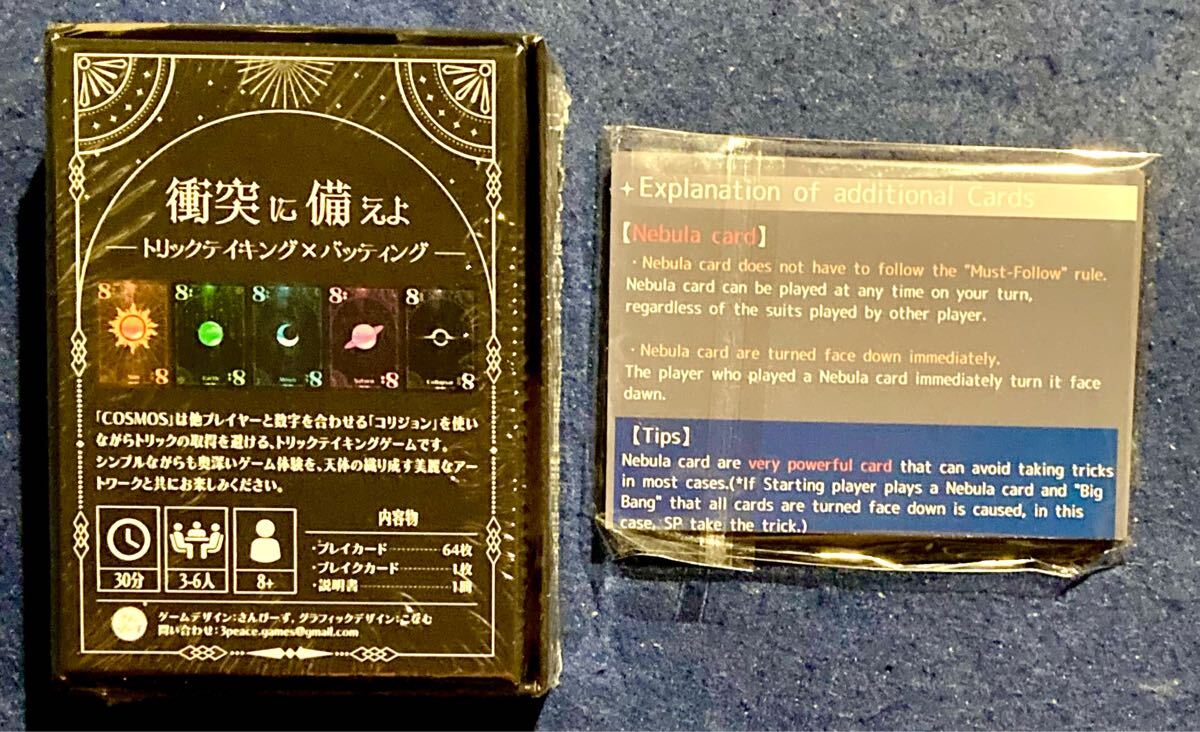 衝突に備えよ
トリックテイキング×バッティング
8 8 8 8 8
Earth Moon Saturn Collapsar
8 8 8 8 8
「COSMOS」は他プレイヤーと数字を合わせる「コリジョン」を使い
ながらトリックの取得を避ける、トリックテイキングゲームです。
シンプルながらも奥深いゲーム体験を、天体の織り成す美麗なアー
トワークと共にお楽しみください。
内容物
・プレイカード 64枚
・ブレイクカード 1枚
・説明書 1冊
30分 3-6人 8+
ゲームデザイン:さんぴーす, グラフィックデザイン:こなむ
問い合わせ:3peace.games@gmail.com
Explanation of additional Cards
【Nebula card】
・Nebula card does not have to follow the "Must-Follow" rule.
Nebula card can be played at any time on your turn,
regardless of the suits played by other player.
・Nebula card are turned face down immediately.
The player who played a Nebula card immediately turn it face
dawn.
【Tips】
Nebula card are very powerful card that can avoid taking tricks
in most cases.(*If Starting player plays a Nebula card and "Big
Bang" that all cards are turned face down is caused, in this
case, SP take the trick.)